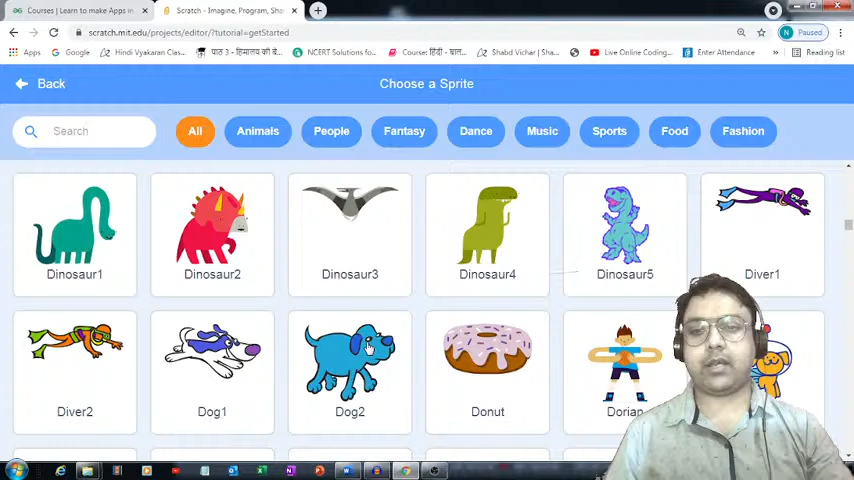 Courses | Learn to make Apps in
Scratch - Imagine, Program, Sha
scratch.mit.edu/projects/editor/?tutorial=getStarted
Paused
Apps
Google
Hindi Vyakaran Clas...
पाठ 3 - हिमालय की बे...
NCERT Solutions fo...
Course: हिंदी - बाल...
Shabd Vichar | Sha...
Live Online Coding...
Enter Attendance
Reading list
Back
Choose a Sprite
Search
All
Animals
People
Fantasy
Dance
Music
Sports
Food
Fashion
Dinosaur1
Dinosaur2
Dinosaur3
Dinosaur4
Dinosaur5
Diver1
Diver2
Dog1
Dog2
Donut
Dorian